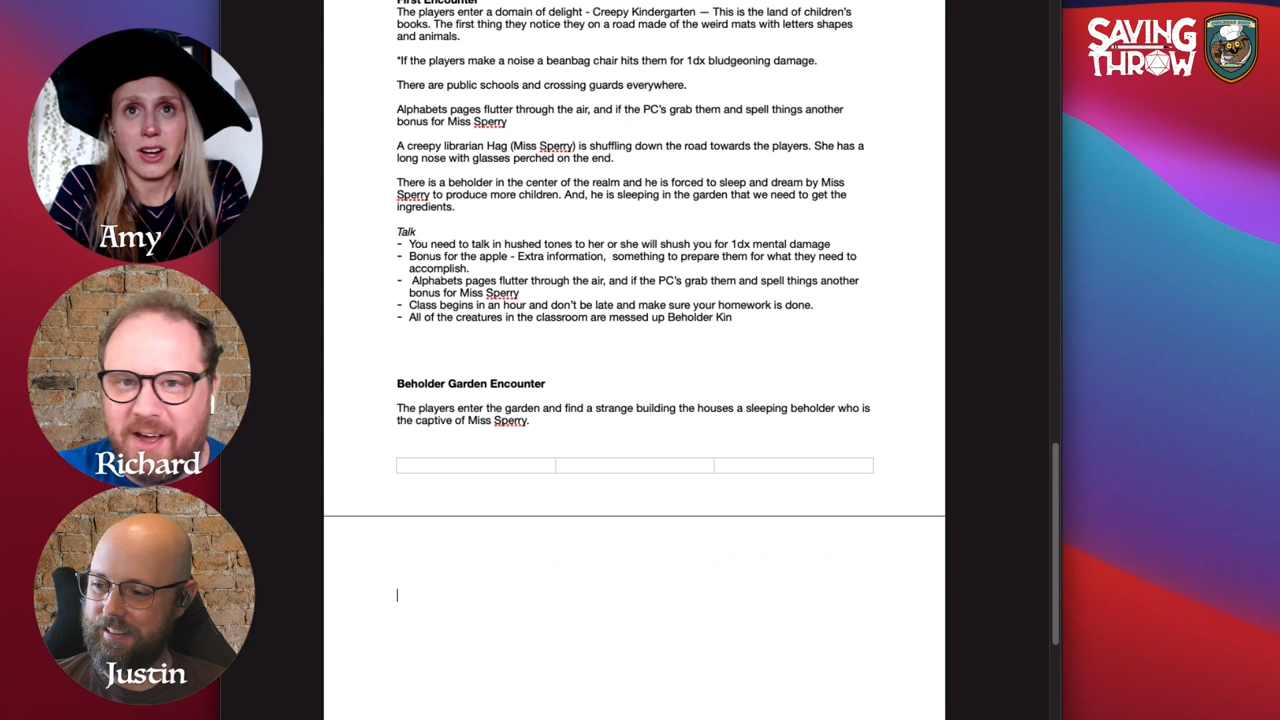 First Encounter
The players enter a domain of delight - Creepy Kindergarten — This is the land of children's
books. The first thing they notice they on a road made of the weird mats with letters shapes
and animals.
*If the players make a noise a beanbag chair hits them for 1dx bludgeoning damage.
There are public schools and crossing guards everywhere.
Alphabets pages flutter through the air, and if the PC's grab them and spell things another
bonus for Miss Sperry
A creepy librarian Hag (Miss Sperry) is shuffling down the road towards the players. She has a
long nose with glasses perched on the end.
There is a beholder in the center of the realm and he is forced to sleep and dream by Miss
Sperry to produce more children. And, he is sleeping in the garden that we need to get the
ingredients.
Talk
- You need to talk in hushed tones to her or she will shush you for 1dx mental damage
- Bonus for the apple - Extra information, something to prepare them for what they need to
accomplish.
- Alphabets pages flutter through the air, and if the PC's grab them and spell things another
bonus for Miss Sperry
- Class begins in an hour and don't be late and make sure your homework is done.
- All of the creatures in the classroom are messed up Beholder Kin
Beholder Garden Encounter
The players enter the garden and find a strange building the houses a sleeping beholder who is
the captive of Miss Sperry.
Amy
Richard
Justin
SAVING
THROW